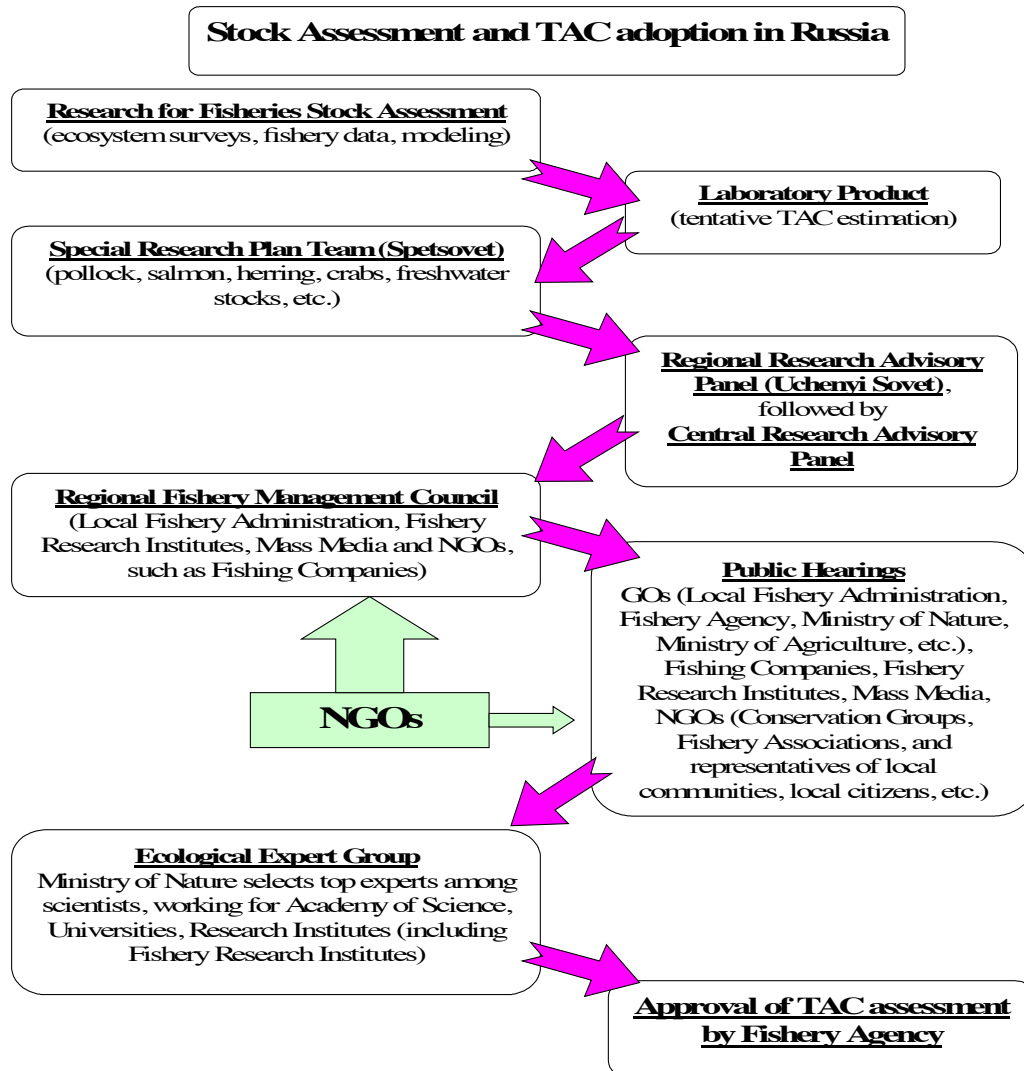 Stock Assessment and TAC adoption in Russia
Research for Fisheries Stock Assessment
(ecosystem surveys, fishery data, modeling)
Laboratory Product
(tentative TAC estimation)
Special Research Plan Team (Spetsovet)
(pollock, salmon, herring, crabs, freshwater
stocks, etc.)
Regional Research Advisory
Panel (Uchenyi Sovet),
followed by
Central Research Advisory
Panel
Regional Fishery Management Council
(Local Fishery Administration, Fishery
Research Institutes, Mass Media and NGOs,
such as Fishing Companies)
Public Hearings
GOs (Local Fishery Administration,
Fishery Agency, Ministry of Nature,
Ministry of Agriculture, etc.),
Fishing Companies, Fishery
Research Institutes, Mass Media,
NGOs (Conservation Groups,
Fishery Associations, and
representatives of local
communities, local citizens, etc.)
NGOs
Ecological Expert Group
Ministry of Nature selects top experts among
scientists, working for Academy of Science,
Universities, Research Institutes (including
Fishery Research Institutes)
Approval of TAC assessment
by Fishery Agency